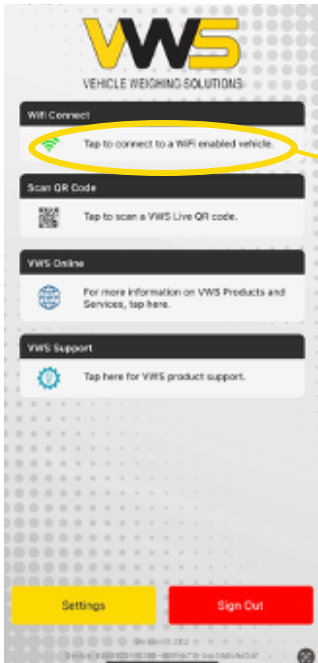 VWS
VEHICLE WEIGHING SOLUTIONS
Wifi Connect
Tap to connect to a WiFi enabled vehicle.
Scan QR Code
Tap to scan a VWS Live QR code.
VWS Online
For more information on VWS Products and
Services, tap here.
VWS Support
Tap here for VWS product support.
Settings
Sign Out